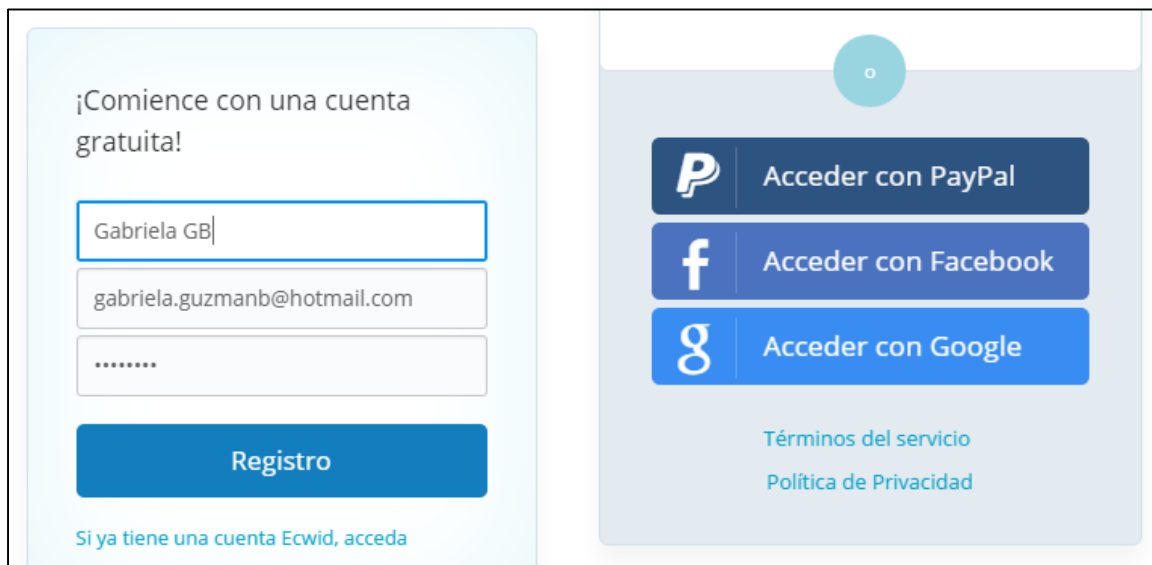 ¡Comience con una cuenta
gratuita!
Gabriela GB
gabriela.guzmanb@hotmail.com
••••••••
Registro
Si ya tiene una cuenta Ecwid, acceda
o
Acceder con PayPal
Acceder con Facebook
Acceder con Google
Términos del servicio
Política de Privacidad